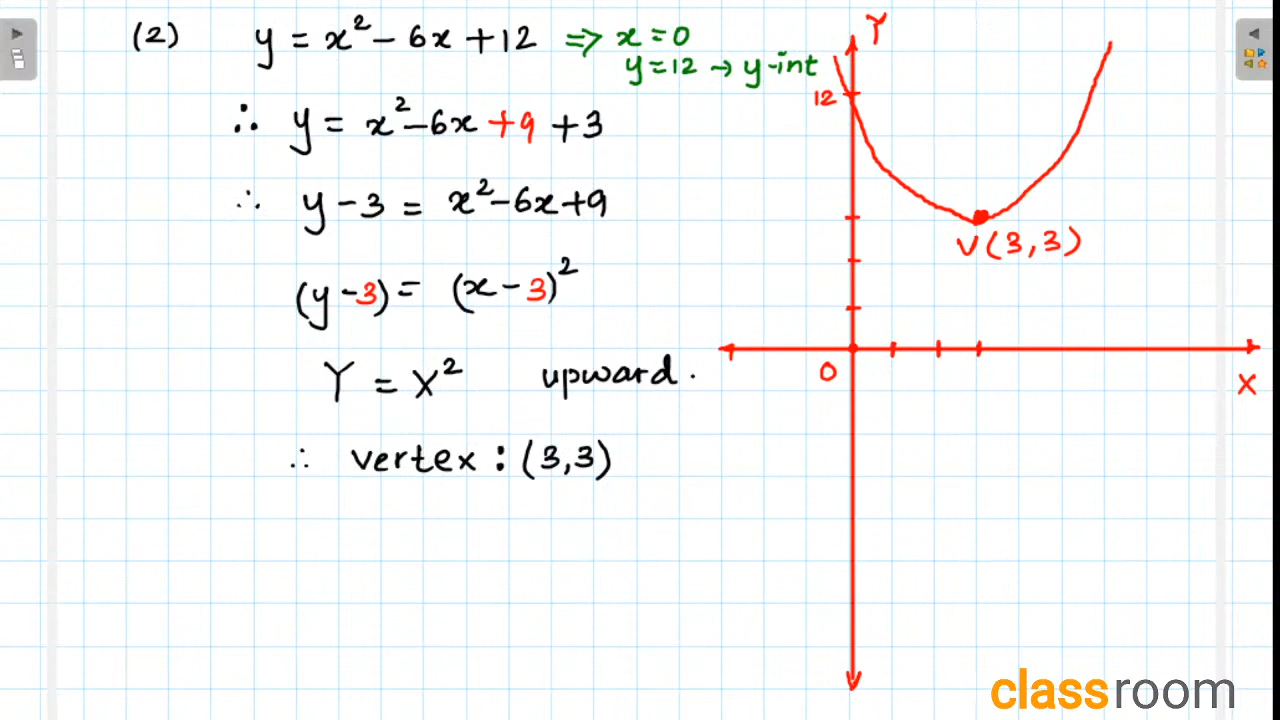 (2) y = x² - 6x + 12 ⇒ x = 0
y = 12 → y-int
∴ y = x² - 6x + 9 + 3
∴ y - 3 = x² - 6x + 9
(y - 3) = (x - 3)²
Y = X² upward.
∴ vertex : (3,3)
Y
12
V(3,3)
O
X
classroom